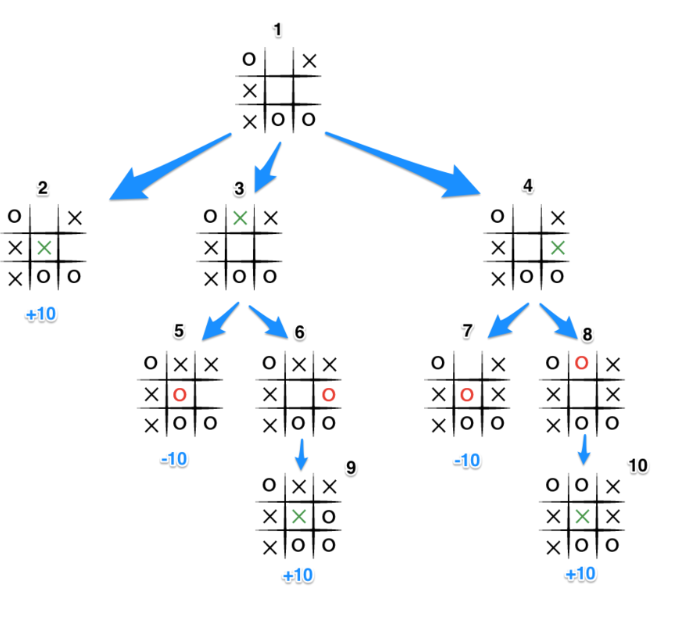 1
O X
X
X O O
2
O X
X X
X O O
+10
3
O X X
X
X O O
4
O X
X X
X O O
5
O X X
X O
X O O
-10
6
O X X
X O
X O O
7
O X
X O X
X O O
-10
8
O O X
X X
X O O
9
O X X
X X O
X O O
+10
10
O O X
X X X
X O O
+10